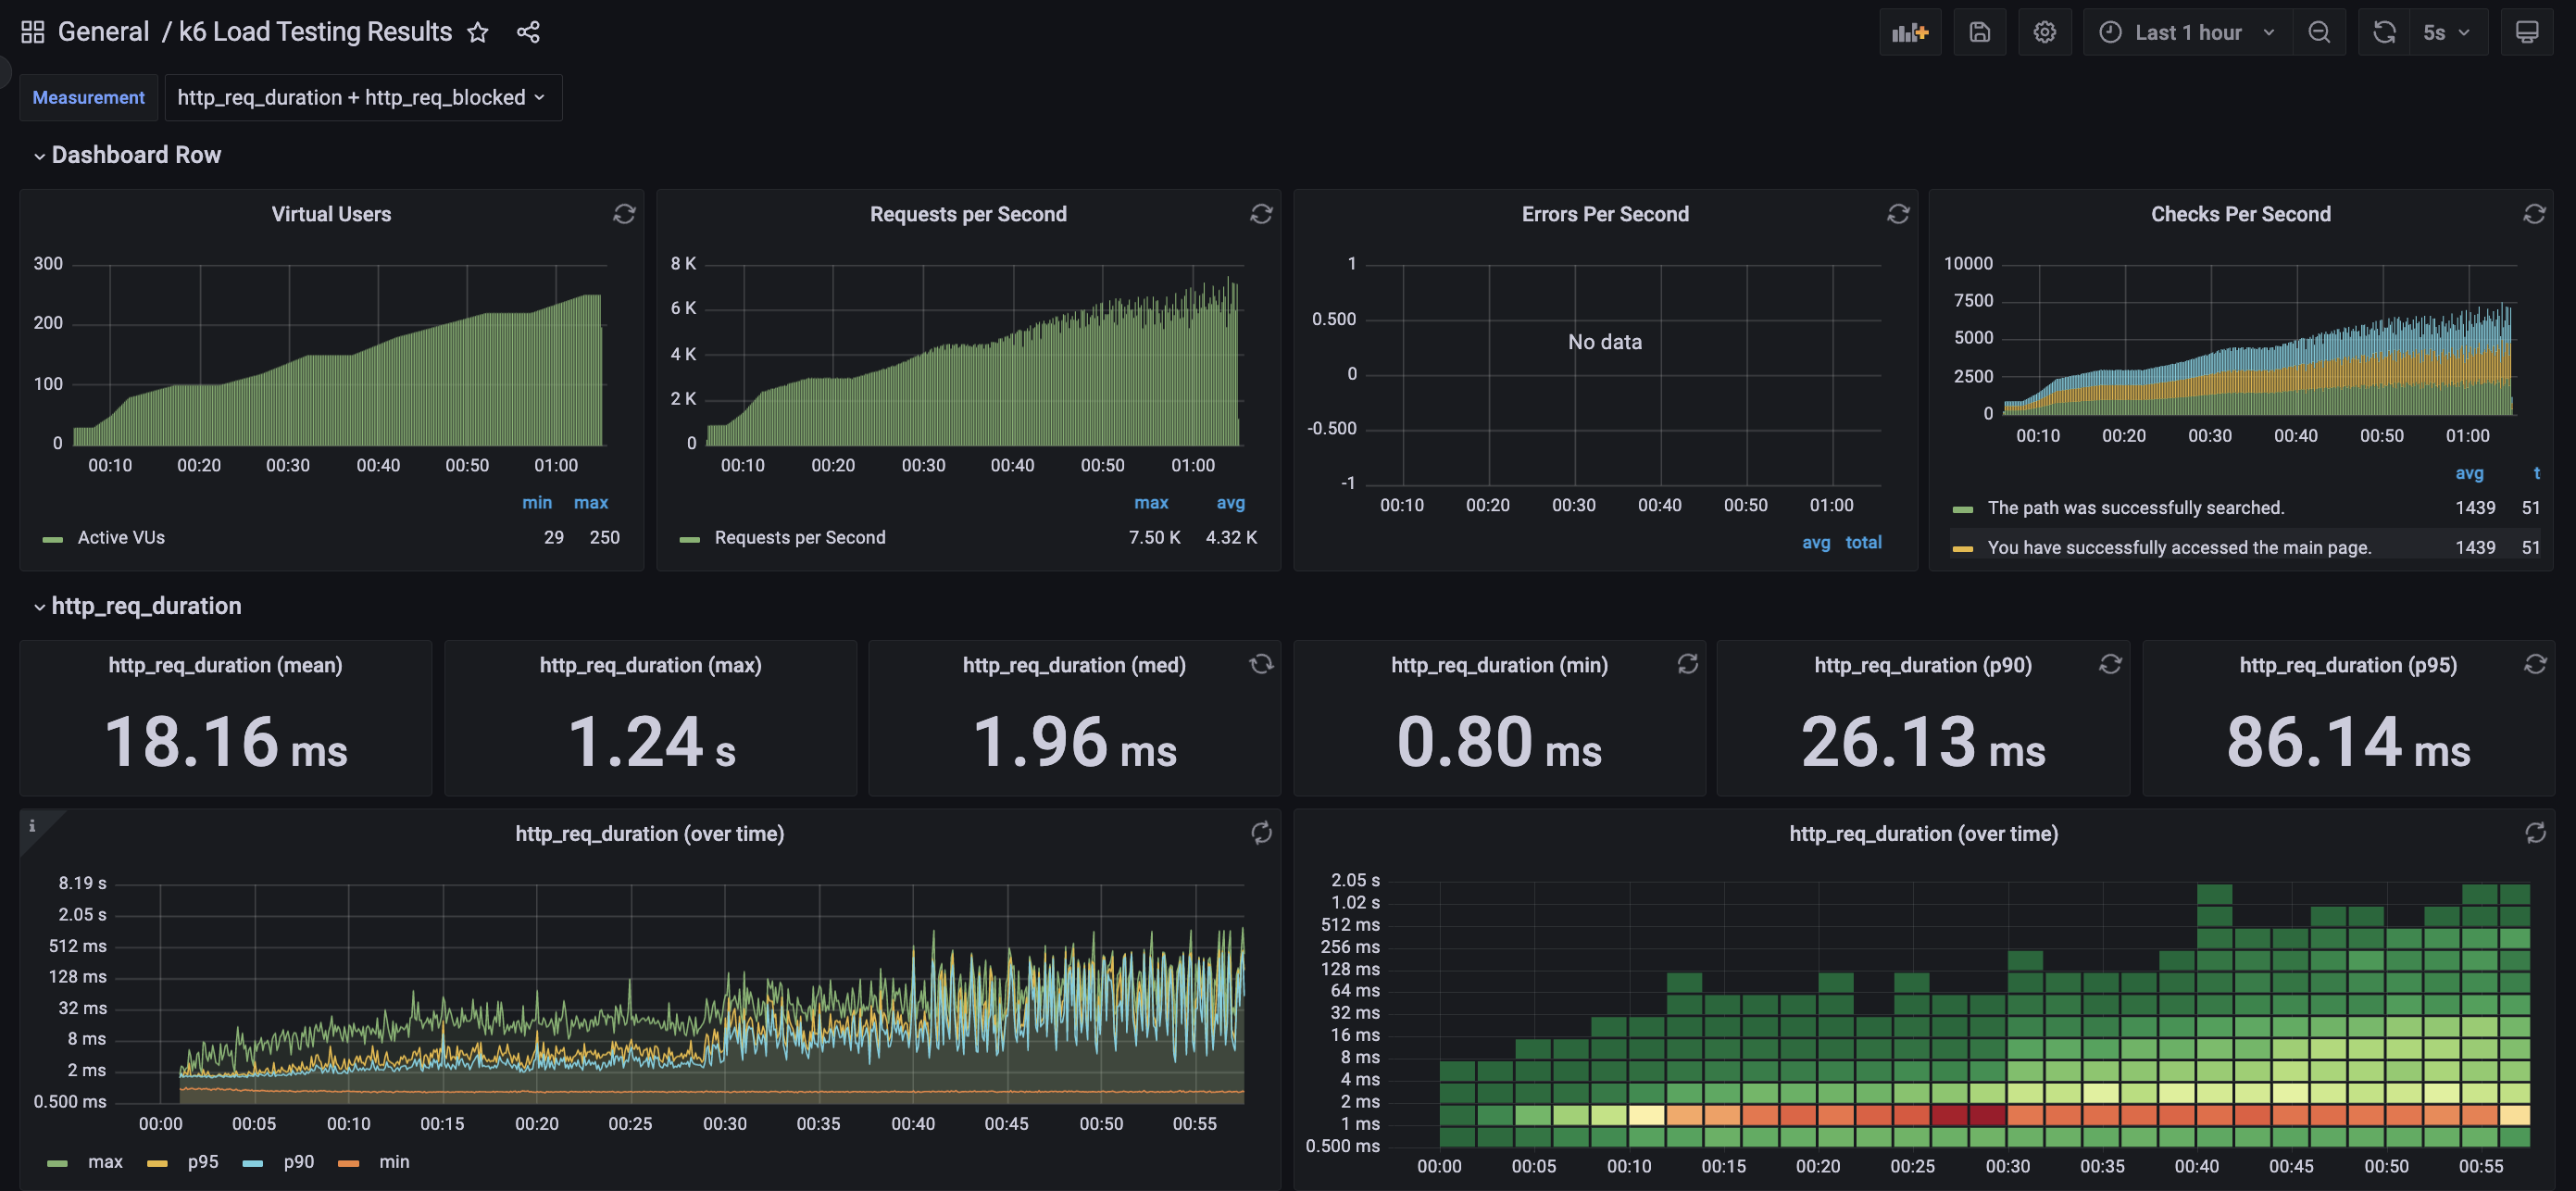 General / k6 Load Testing Results
Last 1 hour
5s
Measurement
http_req_duration + http_req_blocked
Dashboard Row
Virtual Users
300
200
100
0
00:10 00:20 00:30 00:40 00:50 01:00
min max
Active VUs 29 250
Requests per Second
8 K
6 K
4 K
2 K
0
00:10 00:20 00:30 00:40 00:50 01:00
max avg
Requests per Second 7.50 K 4.32 K
Errors Per Second
1
0.500
No data
0
-0.500
-1
00:10 00:20 00:30 00:40 00:50 01:00
avg total
Checks Per Second
10000
7500
5000
2500
0
00:10 00:20 00:30 00:40 00:50 01:00
avg t
The path was successfully searched. 1439 51
You have successfully accessed the main page. 1439 51
http_req_duration
http_req_duration (mean)
18.16 ms
http_req_duration (max)
1.24 s
http_req_duration (med)
1.96 ms
http_req_duration (min)
0.80 ms
http_req_duration (p90)
26.13 ms
http_req_duration (p95)
86.14 ms
i
http_req_duration (over time)
8.19 s
2.05 s
512 ms
128 ms
32 ms
8 ms
2 ms
0.500 ms
00:00 00:05 00:10 00:15 00:20 00:25 00:30 00:35 00:40 00:45 00:50 00:55
max p95 p90 min
http_req_duration (over time)
2.05 s
1.02 s
512 ms
256 ms
128 ms
64 ms
32 ms
16 ms
8 ms
4 ms
2 ms
1 ms
0.500 ms
00:00 00:05 00:10 00:15 00:20 00:25 00:30 00:35 00:40 00:45 00:50 00:55